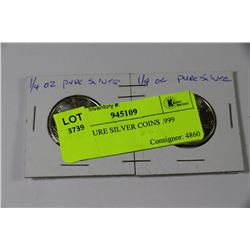 1/4 oz PURE SILVER 1/4 oz PURE SILVER
Inventory #:
LOT 945109
3739 URE SILVER COINS .999
Consignor: 4860